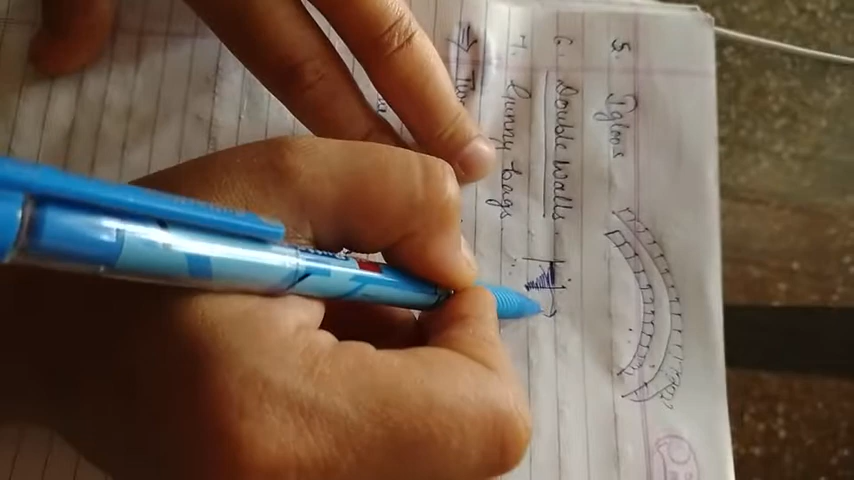 5. Igloos
6. Double walls
7. Gunny bags
⇒